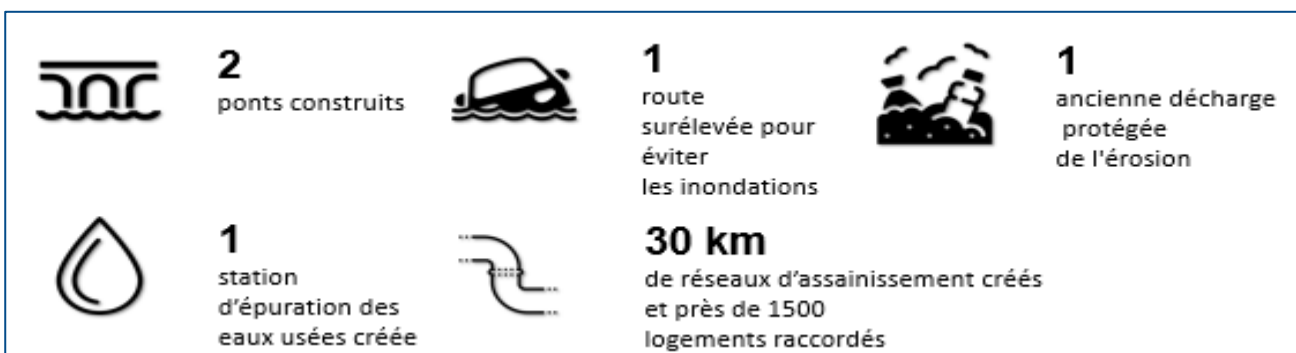 2
ponts construits
1
route
surélevée pour
éviter
les inondations
1
ancienne décharge
protégée
de l'érosion
1
station
d’épuration des
eaux usées créée
30 km
de réseaux d’assainissement créés
et près de 1500
logements raccordés